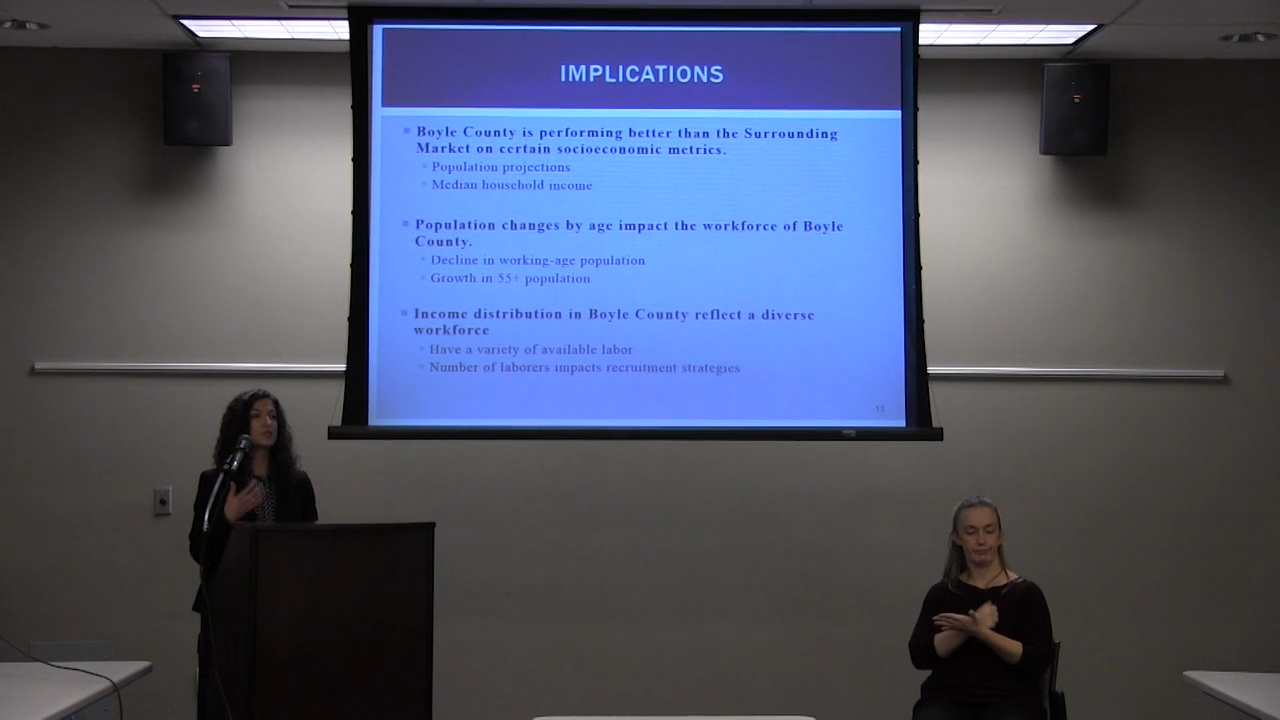 IMPLICATIONS
Boyle County is performing better than the Surrounding
Market on certain socioeconomic metrics.
Population projections
Median household income
Population changes by age impact the workforce of Boyle
County.
Decline in working-age population
Growth in 55+ population
Income distribution in Boyle County reflect a diverse
workforce
Have a variety of available labor
Number of laborers impacts recruitment strategies
13